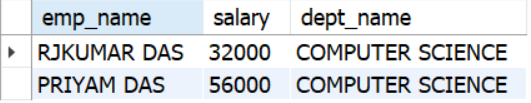 emp_name salary dept_name
RJKUMAR DAS 32000 COMPUTER SCIENCE
PRIYAM DAS 56000 COMPUTER SCIENCE